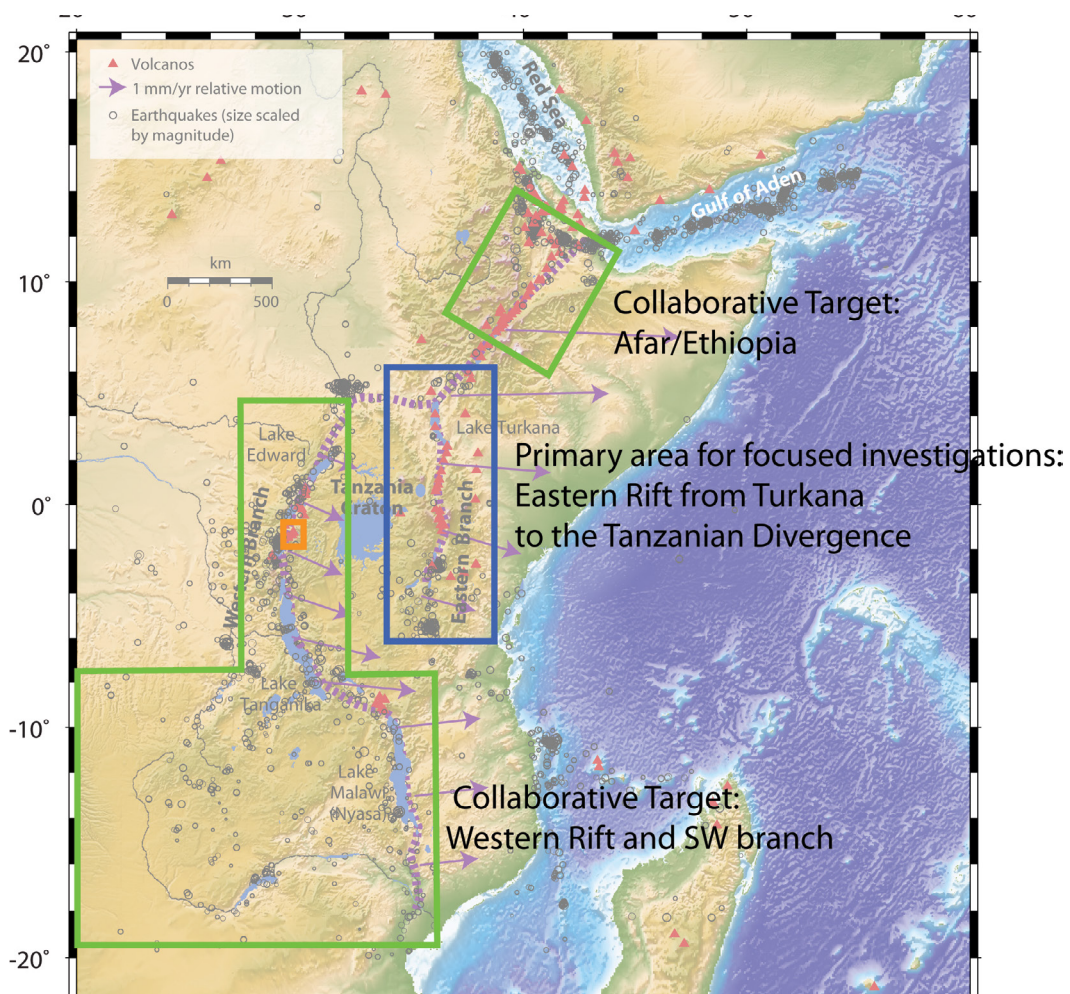 20
30
40
50
60
20°
10°
0°
-10°
-20°
Volcanos
1 mm/yr relative motion
Earthquakes (size scaled
by magnitude)
km
0 500
Red Sea
Gulf of Aden
Collaborative Target:
Afar/Ethiopia
Lake Turkana
Lake
Edward
Tanzania
Craton
Western Branch
Eastern Branch
Primary area for focused investigations:
Eastern Rift from Turkana
to the Tanzanian Divergence
Lake
Tanganika
Lake
Malawi
(Nyasa)
Collaborative Target:
Western Rift and SW branch